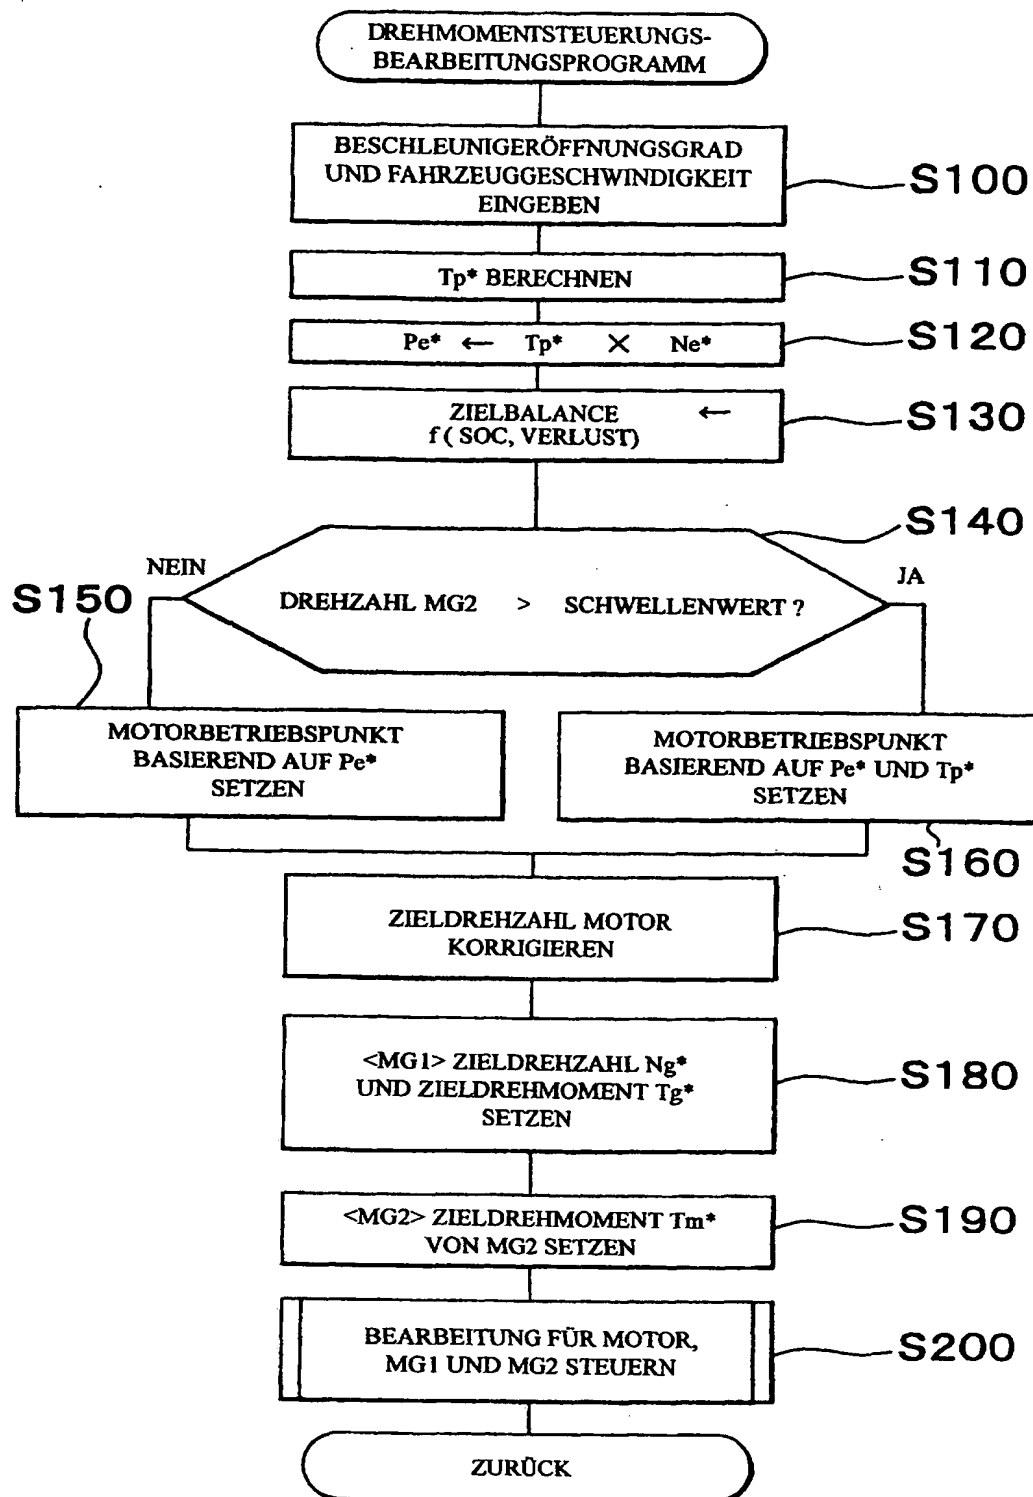 DREHMOMENTSTEUERUNGS-
BEARBEITUNGSPROGRAMM
BESCHLEUNIGERÖFFNUNGSGRAD
UND FAHRZEUGGESCHWINDIGKEIT
EINGEBEN
S100
Tp* BERECHNEN
S110
Pe* ← Tp* × Ne*
S120
ZIELBALANCE ←
f ( SOC, VERLUST)
S130
S140
NEIN
JA
DREHZAHL MG2 > SCHWELLENWERT ?
S150
MOTORBETRIEBSPUNKT
BASIEREND AUF Pe*
SETZEN
MOTORBETRIEBSPUNKT
BASIEREND AUF Pe* UND Tp*
SETZEN
S160
ZIELDREHZAHL MOTOR
KORRIGIEREN
S170
<MG1> ZIELDREHZAHL Ng*
UND ZIELDREHMOMENT Tg*
SETZEN
S180
<MG2> ZIELDREHMOMENT Tm*
VON MG2 SETZEN
S190
BEARBEITUNG FÜR MOTOR,
MG1 UND MG2 STEUERN
S200
ZURÜCK